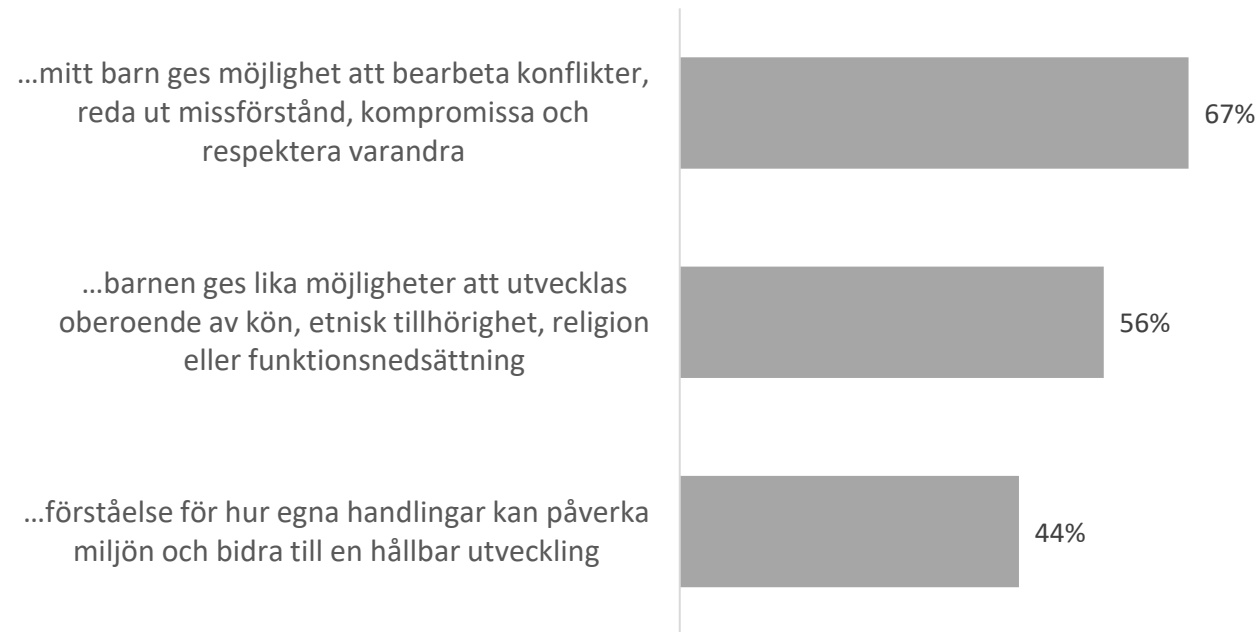 ...mitt barn ges möjlighet att bearbeta konflikter,
reda ut missförstånd, kompromissa och
respektera varandra
67%
...barnen ges lika möjligheter att utvecklas
oberoende av kön, etnisk tillhörighet, religion
eller funktionsnedsättning
56%
...förståelse för hur egna handlingar kan påverka
miljön och bidra till en hållbar utveckling
44%